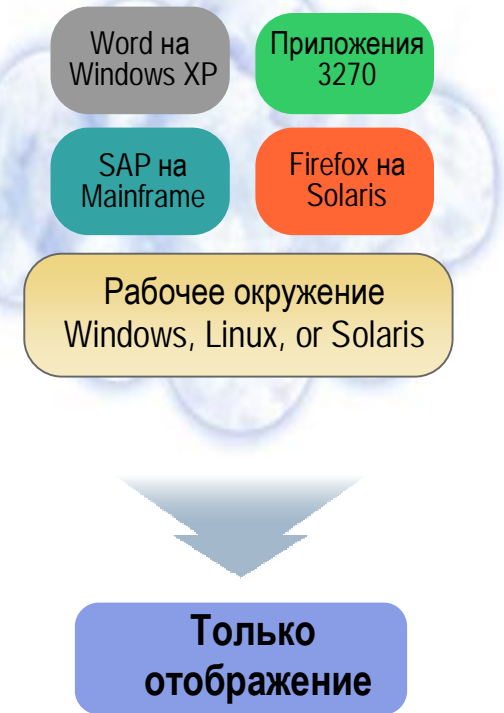 Word на
Windows XP
Приложения
3270
SAP на
Mainframe
Firefox на
Solaris
Рабочее окружение
Windows, Linux, or Solaris
Только
отображение